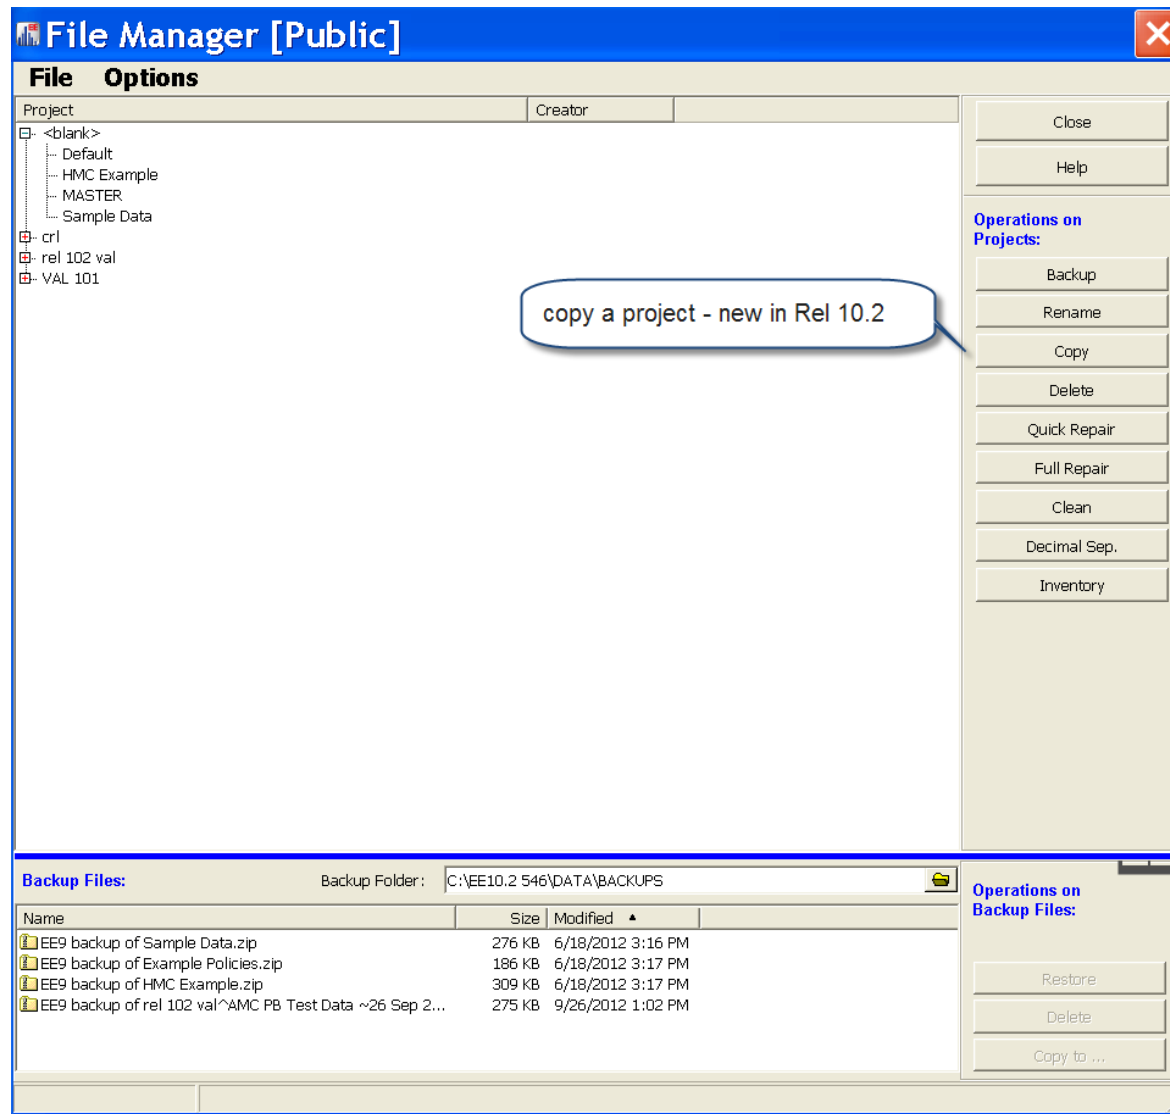 File Manager [Public]
File Options
Project Creator
<blank>
Default
HMC Example
MASTER
Sample Data
crl
rel 102 val
VAL 101
copy a project - new in Rel 10.2
Close
Help
Operations on
Projects:
Backup
Rename
Copy
Delete
Quick Repair
Full Repair
Clean
Decimal Sep.
Inventory
Backup Files: Backup Folder: C:\EE10.2 546\DATA\BACKUPS
Name Size Modified
EE9 backup of Sample Data.zip 276 KB 6/18/2012 3:16 PM
EE9 backup of Example Policies.zip 186 KB 6/18/2012 3:17 PM
EE9 backup of HMC Example.zip 309 KB 6/18/2012 3:17 PM
EE9 backup of rel 102 val^AMC PB Test Data ~26 Sep 2... 275 KB 9/26/2012 1:02 PM
Operations on
Backup Files:
Restore
Delete
Copy to ...